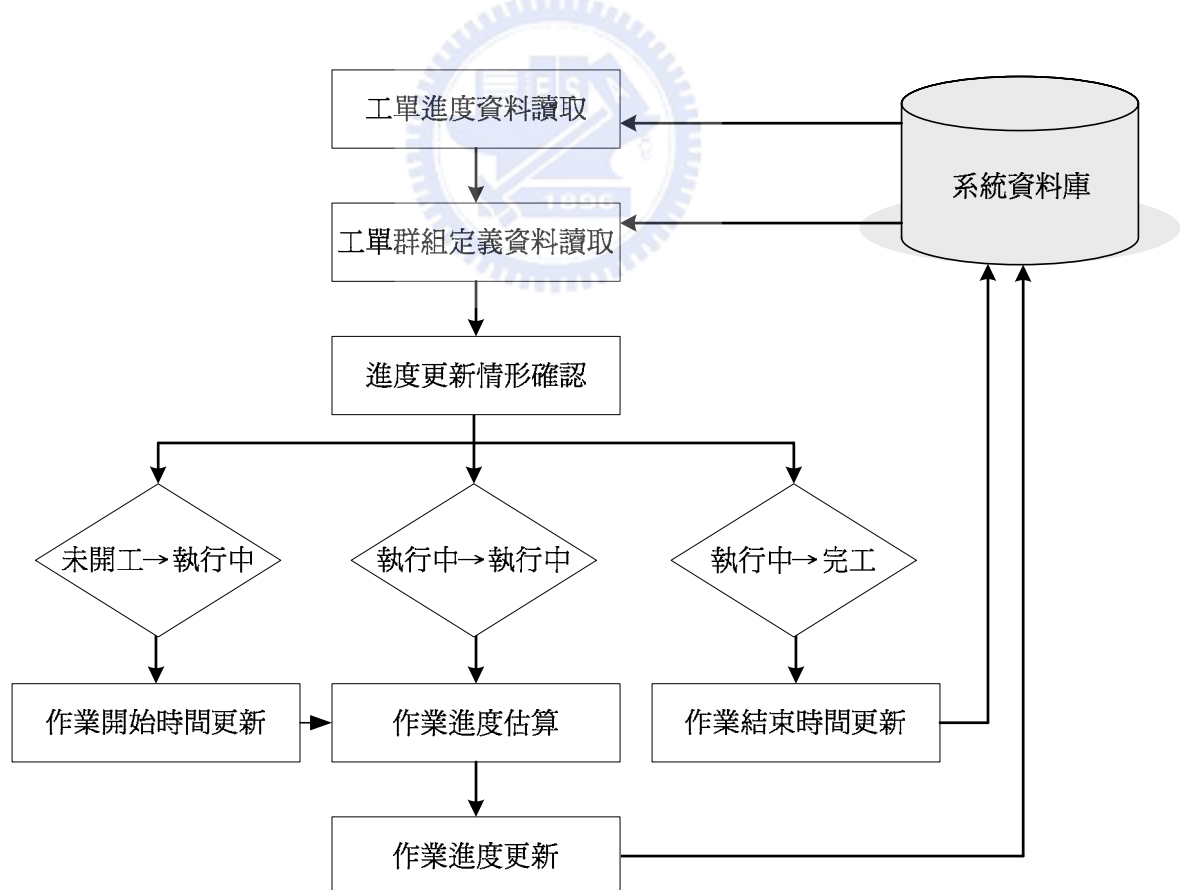 工單進度資料讀取
系統資料庫
工單群組定義資料讀取
進度更新情形確認
未開工→執行中
執行中→執行中
執行中→完工
作業開始時間更新
作業進度估算
作業結束時間更新
作業進度更新
ES
1896